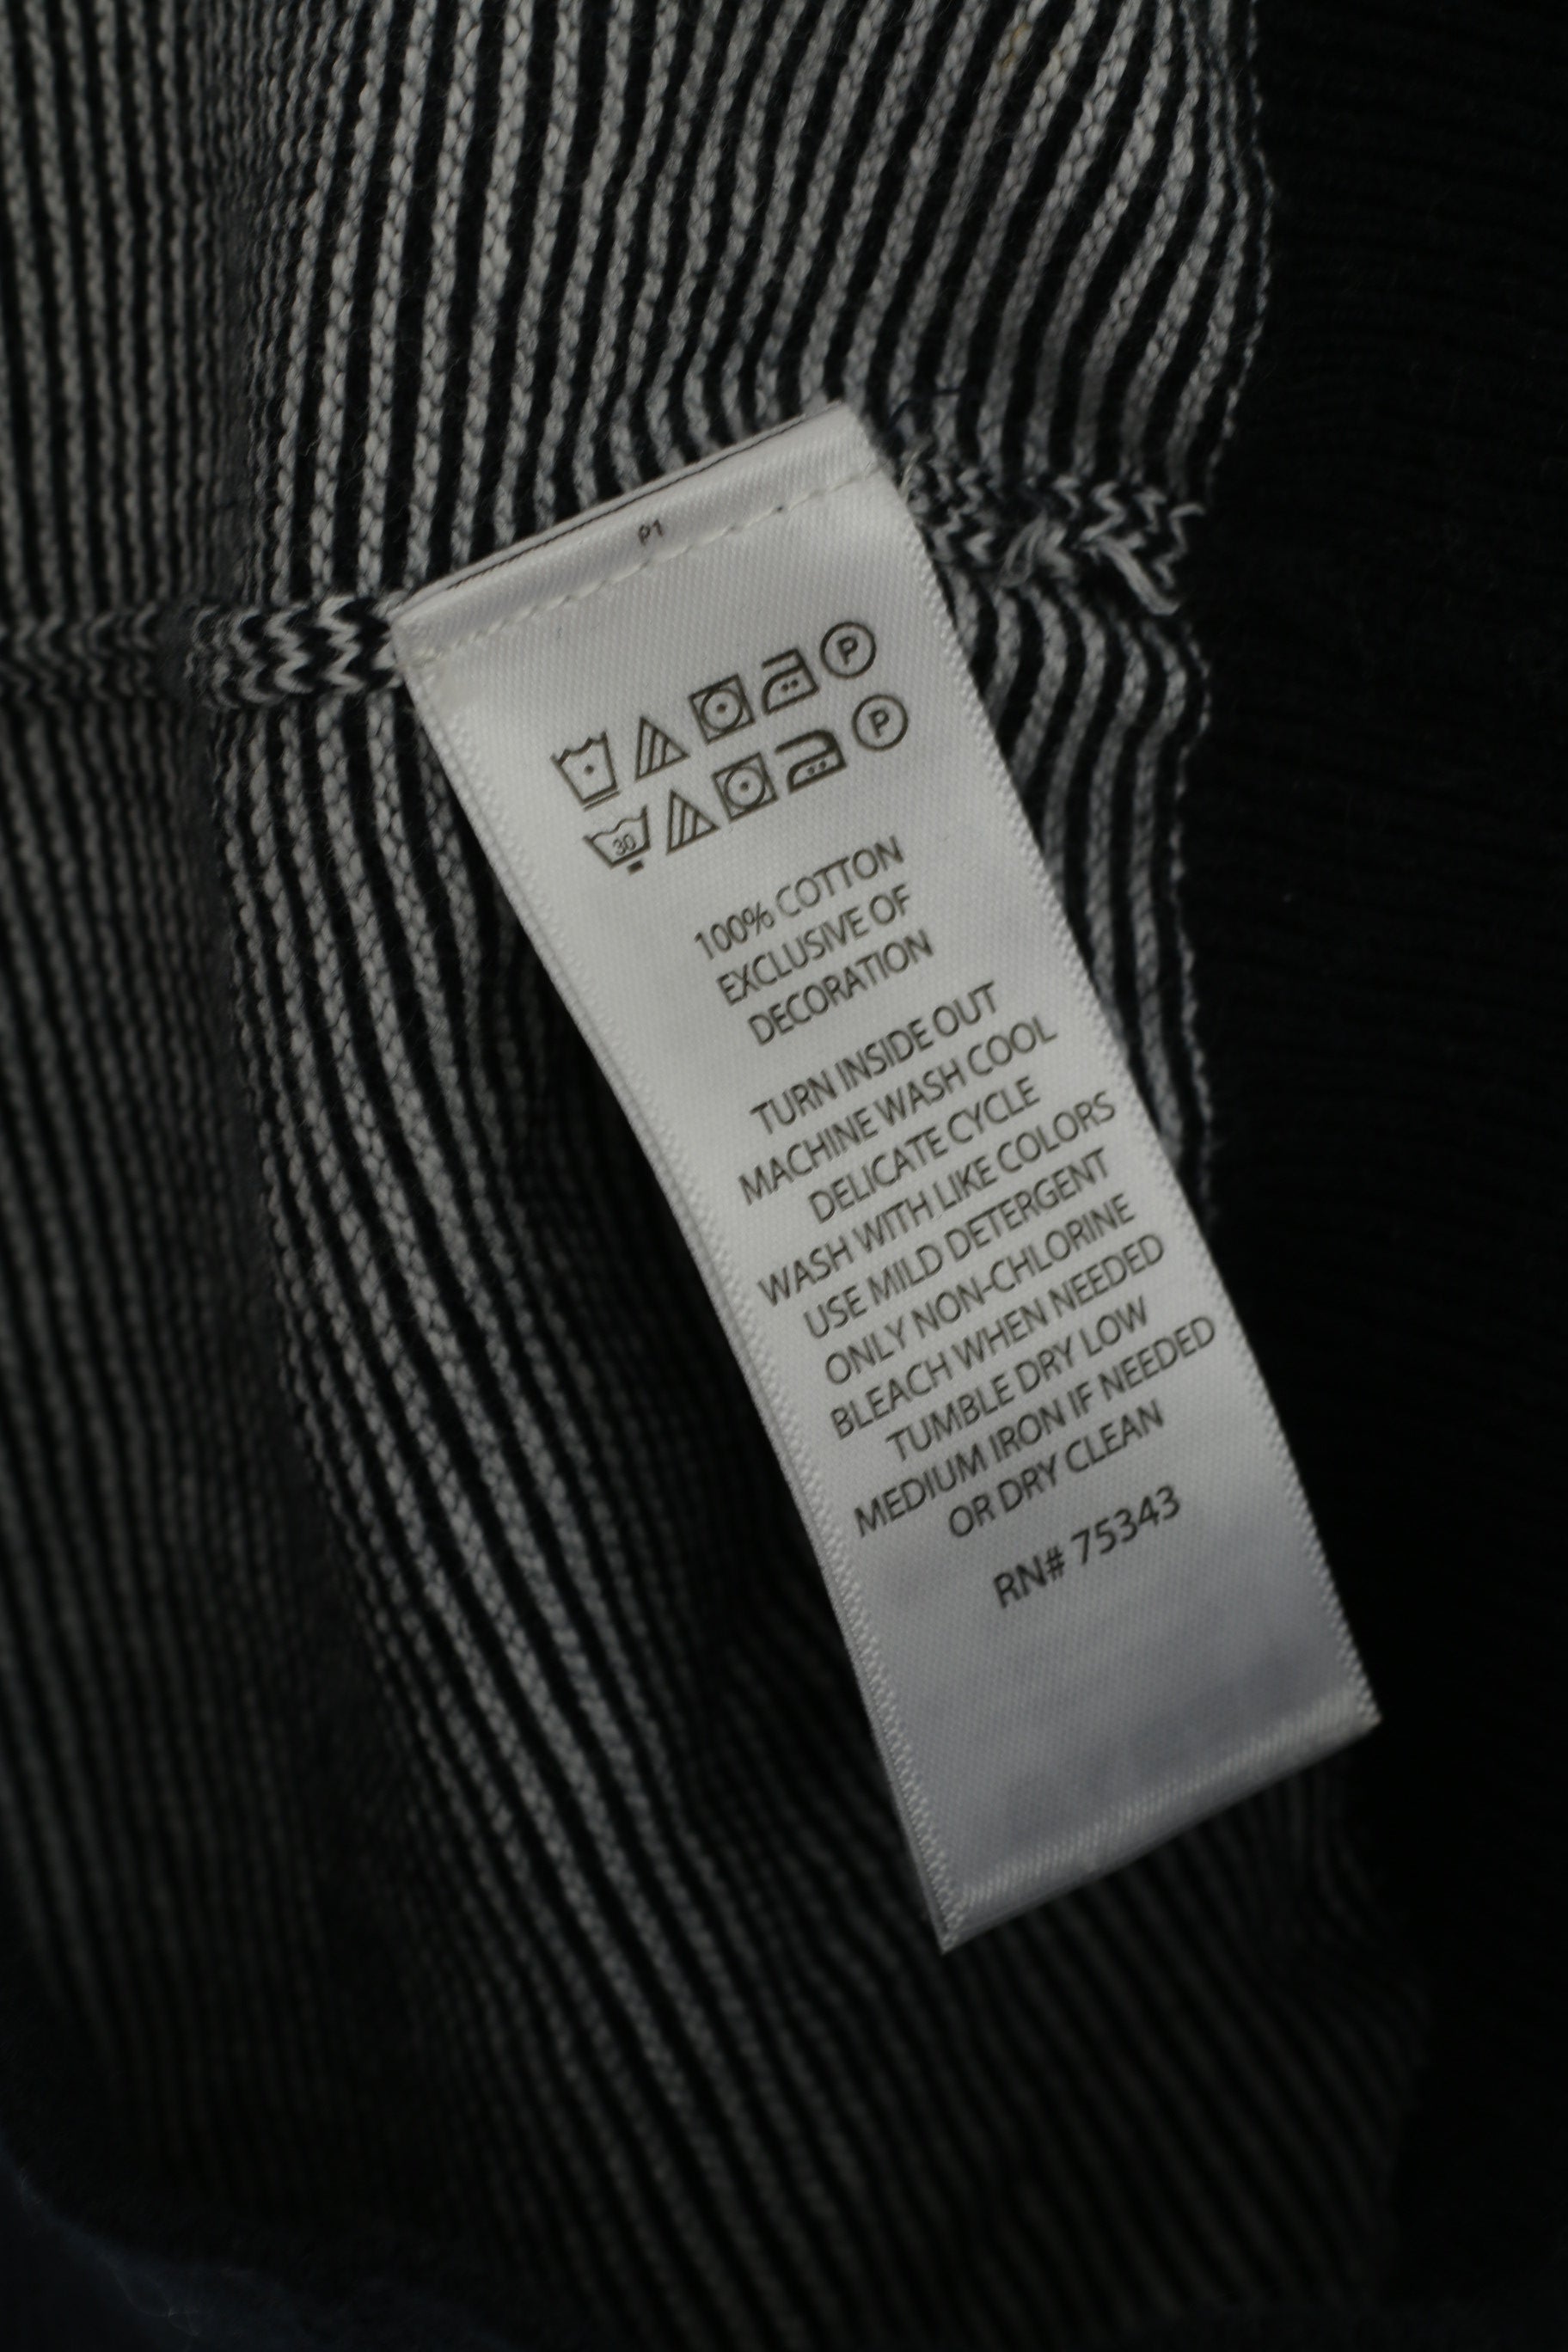 P1
P
P
30
100% COTTON
EXCLUSIVE OF
DECORATION
TURN INSIDE OUT
MACHINE WASH COOL
DELICATE CYCLE
WASH WITH LIKE COLORS
USE MILD DETERGENT
ONLY NON-CHLORINE
BLEACH WHEN NEEDED
TUMBLE DRY LOW
MEDIUM IRON IF NEEDED
OR DRY CLEAN
RN# 75343